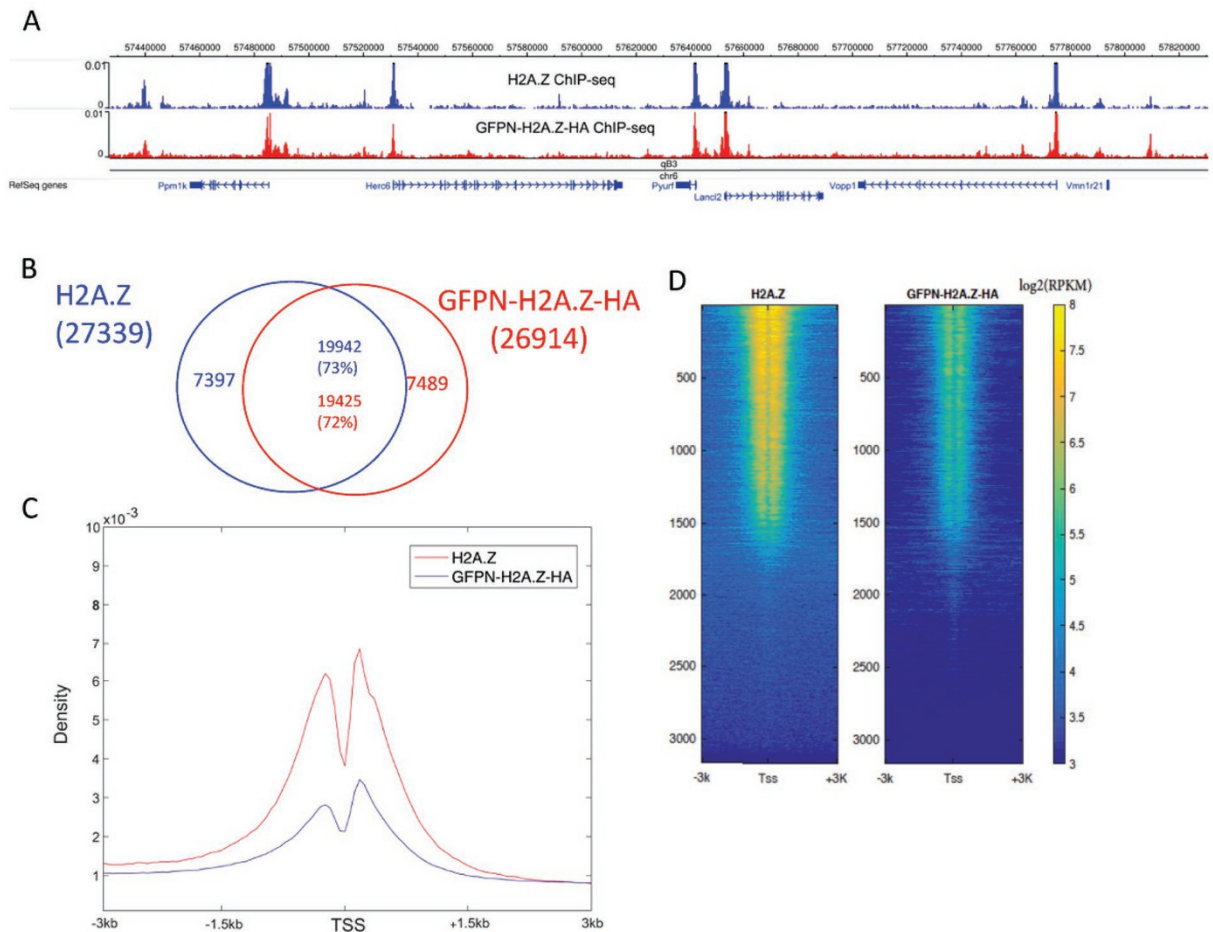 A
57440000 57460000 57480000 57500000 57520000 57540000 57560000 57580000 57600000 57620000 57640000 57660000 57680000 57700000 57720000 57740000 57760000 57780000 57800000 57820000
0.01
H2A.Z ChIP-seq
0
0.01
GFPN-H2A.Z-HA ChIP-seq
0
qB3
chr6
RefSeq genes
Ppm1k Herc6 Pyurf Vopp1 Vmn1r21
Lancl2
B
H2A.Z
(27339)
GFPN-H2A.Z-HA
(26914)
7397
19942
(73%)
19425
(72%)
7489
C
x10-3
10
9
8
7
6
5
4
3
2
1
Density
H2A.Z
GFPN-H2A.Z-HA
-3kb -1.5kb TSS +1.5kb 3kb
D
H2A.Z GFPN-H2A.Z-HA log2(RPKM)
500
1000
1500
2000
2500
3000
-3k Tss +3K
500
1000
1500
2000
2500
3000
-3k Tss +3K
8
7.5
7
6.5
6
5.5
5
4.5
4
3.5
3